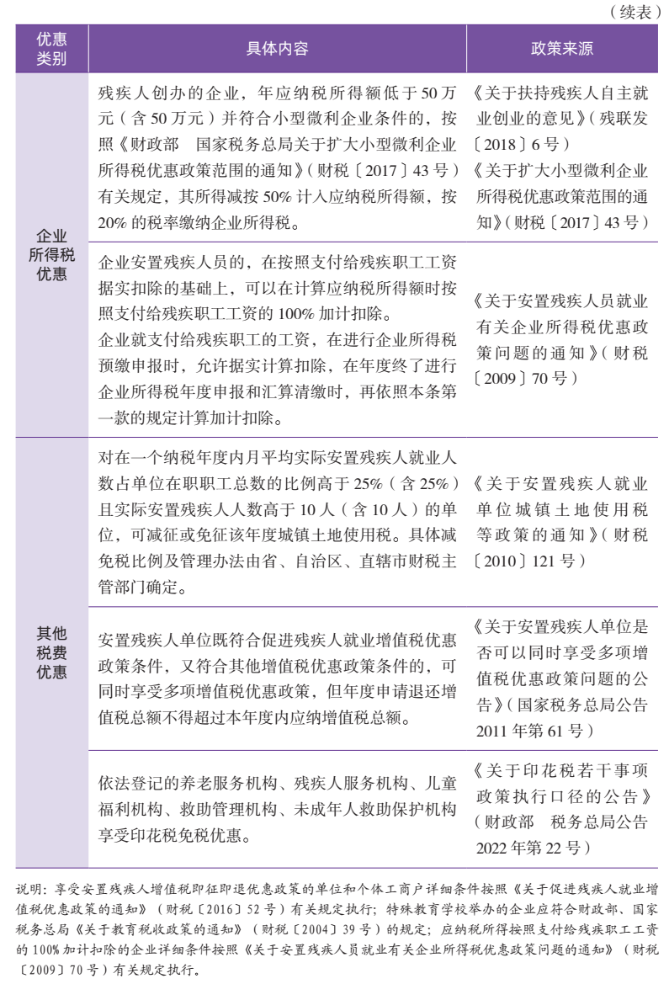 （续表）
优惠
类别
具体内容
政策来源
企业
所得税
优惠
残疾人创办的企业，年应纳税所得额低于 50 万
元（含 50 万元）并符合小型微利企业条件的，按
照《财政部　国家税务总局关于扩大小型微利企业
所得税优惠政策范围的通知》（财税〔2017〕43 号）
有关规定，其所得减按 50% 计入应纳税所得额，按
20% 的税率缴纳企业所得税。
《关于扶持残疾人自主就
业创业的意见》（残联发
〔2018〕6 号）
《关于扩大小型微利企业
所得税优惠政策范围的通
知》（财税〔2017〕43 号）
企业安置残疾人员的，在按照支付给残疾职工工资
据实扣除的基础上，可以在计算应纳税所得额时按
照支付给残疾职工工资的 100% 加计扣除。
企业就支付给残疾职工的工资，在进行企业所得税
预缴申报时，允许据实计算扣除，在年度终了进行
企业所得税年度申报和汇算清缴时，再依照本条第
一款的规定计算加计扣除。
《关于安置残疾人员就业
有关企业所得税优惠政
策问题的通知》（财税
〔2009〕70 号）
其他
税费
优惠
对在一个纳税年度内月平均实际安置残疾人就业人
数占单位在职职工总数的比例高于 25%（含 25%）
且实际安置残疾人人数高于 10 人（含 10 人）的单
位，可减征或免征该年度城镇土地使用税。具体减
免税比例及管理办法由省、自治区、直辖市财税主
管部门确定。
《关于安置残疾人就业
单位城镇土地使用税
等政策的通知》（财税
〔2010〕121 号）
安置残疾人单位既符合促进残疾人就业增值税优惠
政策条件，又符合其他增值税优惠政策条件的，可
同时享受多项增值税优惠政策，但年度申请退还增
值税总额不得超过本年度内应纳增值税总额。
《关于安置残疾人单位是
否可以同时享受多项增
值税优惠政策问题的公
告》（国家税务总局公告
2011 年第 61 号）
依法登记的养老服务机构、残疾人服务机构、儿童
福利机构、救助管理机构、未成年人救助保护机构
享受印花税免税优惠。
《关于印花税若干事项
政策执行口径的公告》
（财政部　税务总局公告
2022 年第 22 号）
说明：享受安置残疾人增值税即征即退优惠政策的单位和个体工商户详细条件按照《关于促进残疾人就业增
值税优惠政策的通知》（财税〔2016〕52 号）有关规定执行；特殊教育学校举办的企业应符合财政部、国家
税务总局《关于教育税收政策的通知》（财税〔2004〕39 号）的规定；应纳税所得按照支付给残疾职工工资
的 100% 加计扣除的企业详细条件按照《关于安置残疾人员就业有关企业所得税优惠政策问题的通知》（财税
〔2009〕70 号）有关规定执行。